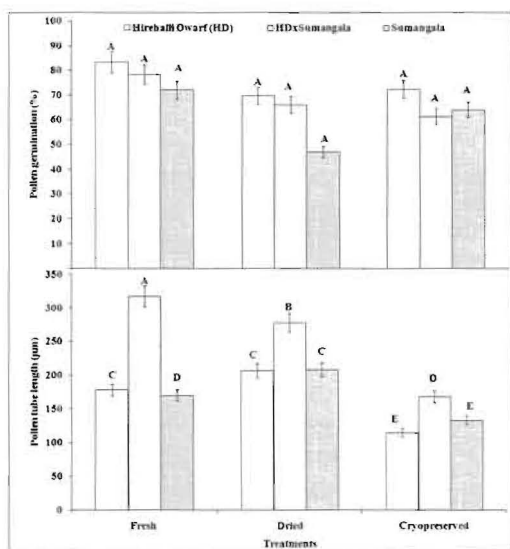 Hirehalli Dwarf (HD) HDxSumangala Sumangala
Pollen germination (%)
100
90
80
70
60
50
40
30
20
10
A A A A A A A A A
Pollen tube length (µm)
350
300
250
200
150
100
50
0
C A D C B C E O E
Fresh Dried Cryopreserved
Treatments